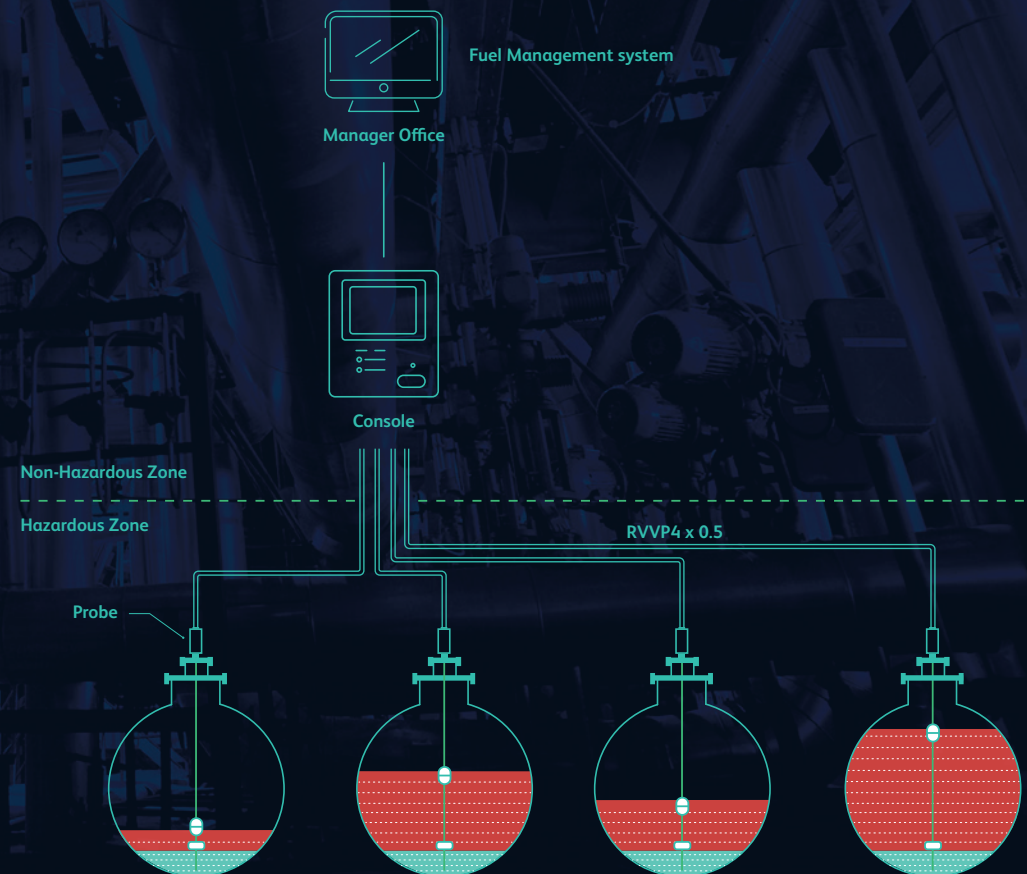 Fuel Management system
Manager Office
Console
Non-Hazardous Zone
Hazardous Zone
RVVP4 x 0.5
Probe